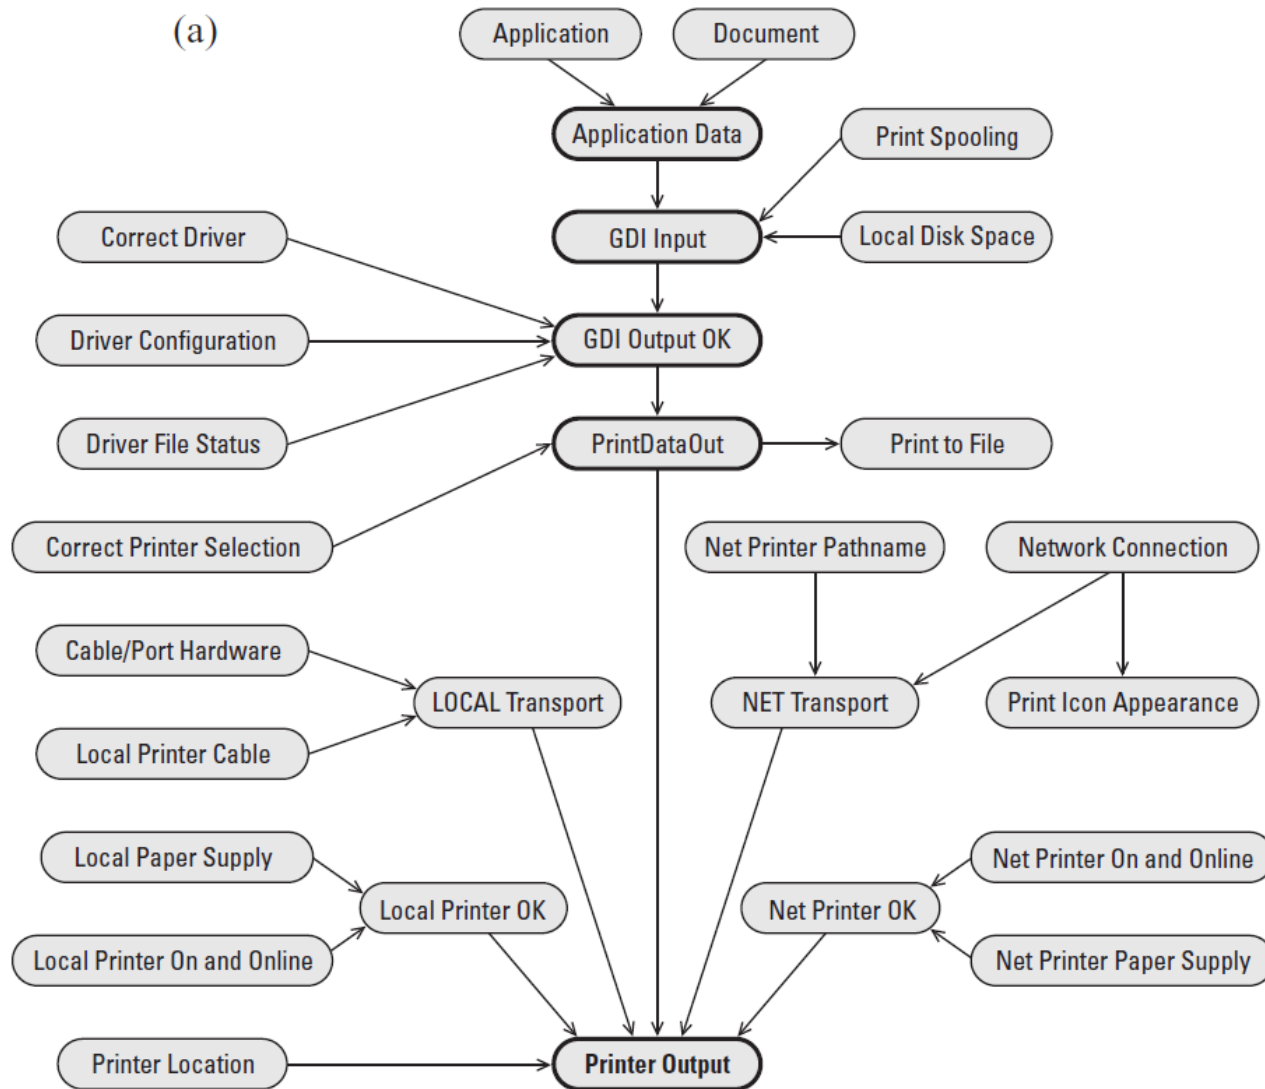 (a)
Application
Document
Application Data
Print Spooling
Correct Driver
GDI Input
Local Disk Space
Driver Configuration
GDI Output OK
Driver File Status
PrintDataOut
Print to File
Correct Printer Selection
Net Printer Pathname
Network Connection
Cable/Port Hardware
LOCAL Transport
NET Transport
Print Icon Appearance
Local Printer Cable
Local Paper Supply
Net Printer On and Online
Local Printer OK
Net Printer OK
Local Printer On and Online
Net Printer Paper Supply
Printer Location
Printer Output